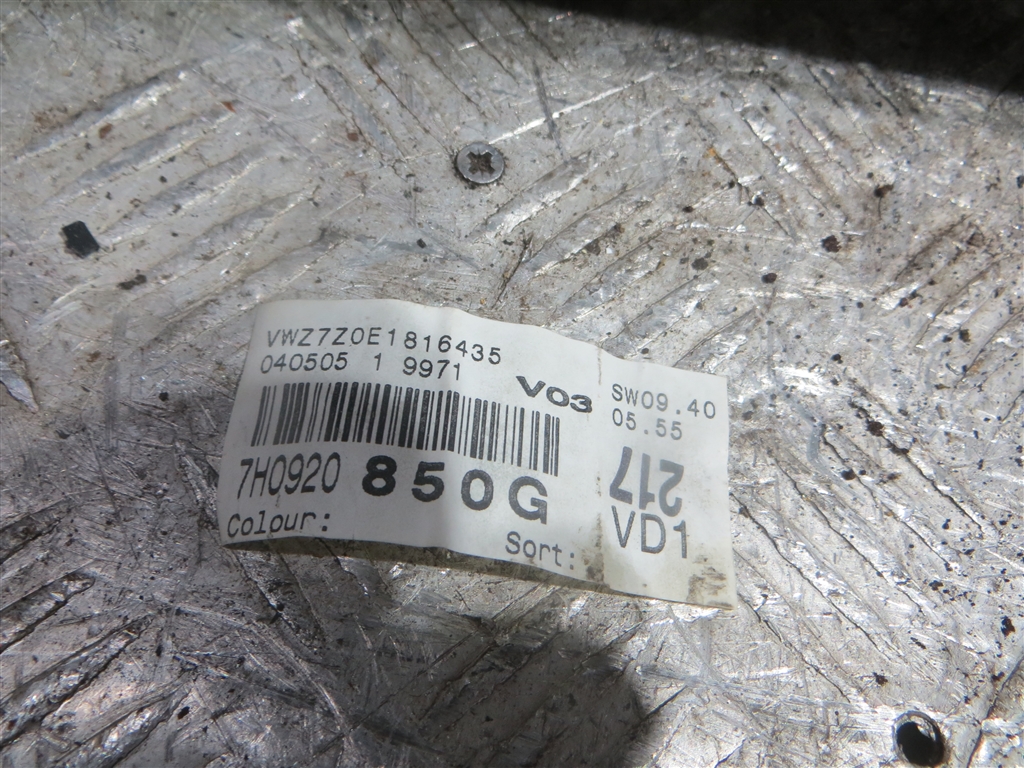 VWZ7Z0E1816435
040505 1 9971
V03
7H0920 850G
Colour:
Sort:
SW09.40
05.55
217
VD1